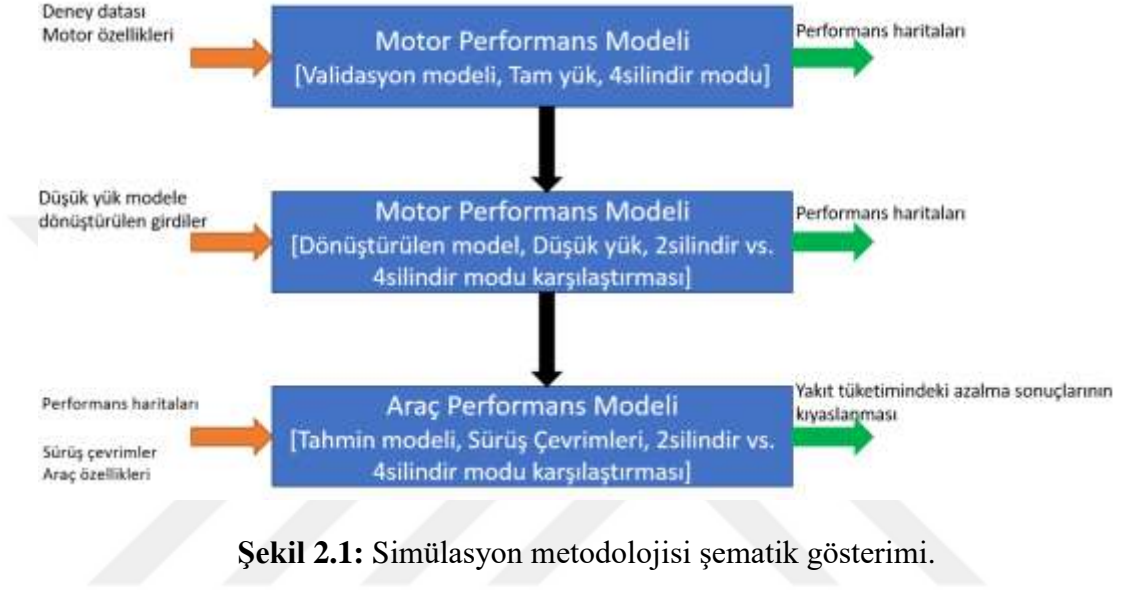 Deney datası
Motor özellikleri
Motor Performans Modeli
[Validasyon modeli, Tam yük, 4silindir modu]
Performans haritaları
Düşük yük modele
dönüştürülen girdiler
Motor Performans Modeli
[Dönüştürülen model, Düşük yük, 2silindir vs.
4silindir modu karşılaştırması]
Performans haritaları
Performans haritaları
Sürüş çevrimler
Araç özellikleri
Araç Performans Modeli
[Tahmin modeli, Sürüş Çevrimleri, 2silindir vs.
4silindir modu karşılaştırması]
Yakıt tüketimindeki azalma sonuçlarının
kıyaslanması
Şekil 2.1: Simülasyon metodolojisi şematik gösterimi.